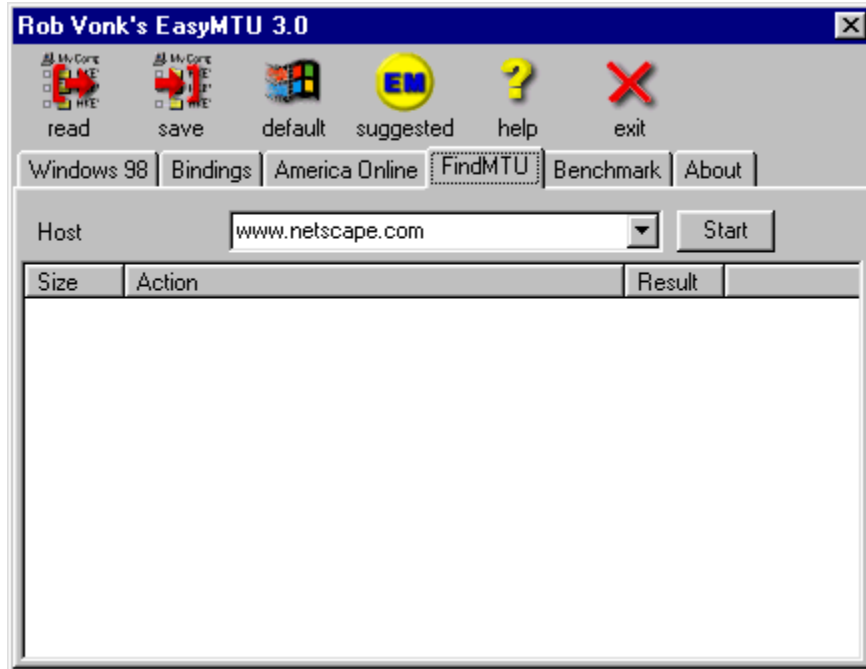 Rob Vonk's EasyMTU 3.0
EM
read save default suggested help exit
Windows 98 Bindings America Online FindMTU Benchmark About
Host www.netscape.com Start
Size Action Result